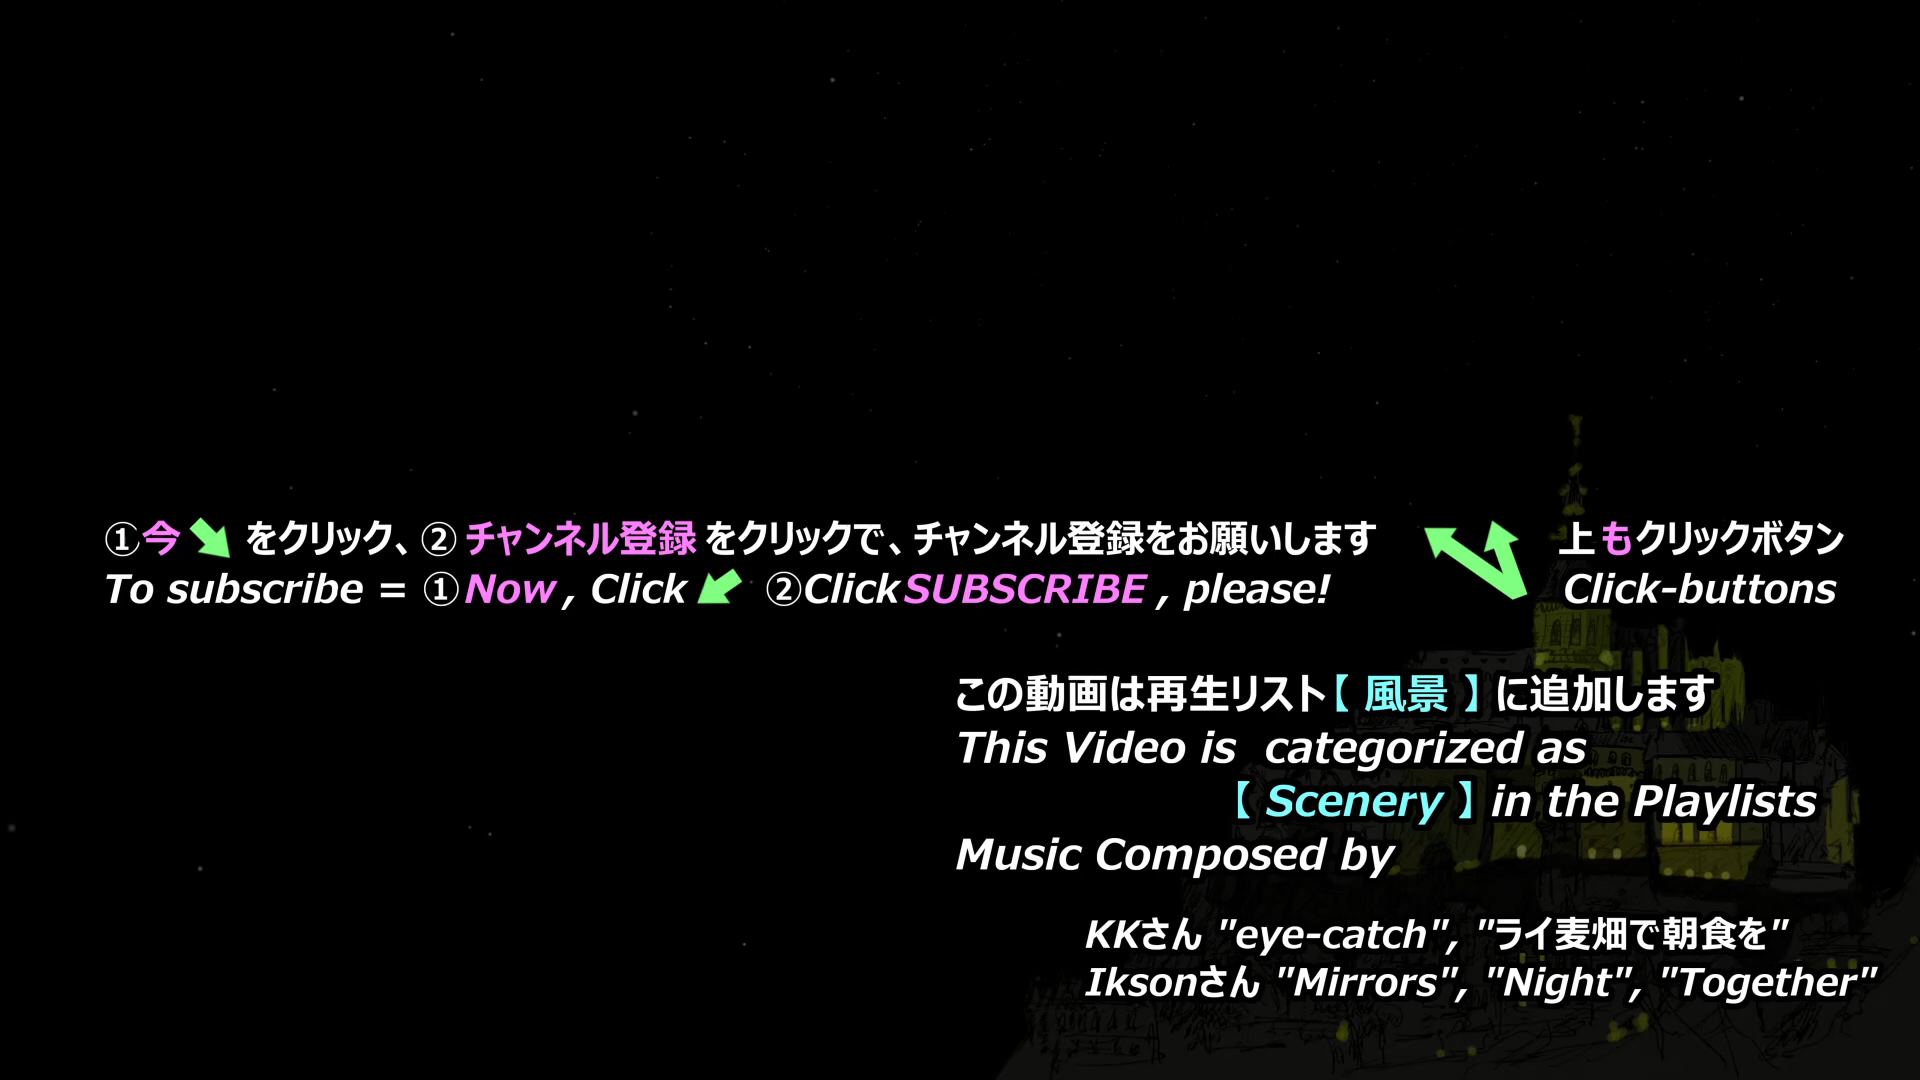 ①今 をクリック、② チャンネル登録 をクリックで、チャンネル登録をお願いします
To subscribe = ①Now , Click ②Click SUBSCRIBE , please!
上もクリックボタン
Click-buttons
この動画は再生リスト【 風景 】に追加します
This Video is categorized as
【 Scenery 】 in the Playlists
Music Composed by
KKさん "eye-catch", "ライ麦畑で朝食を"
Iksonさん "Mirrors", "Night", "Together"